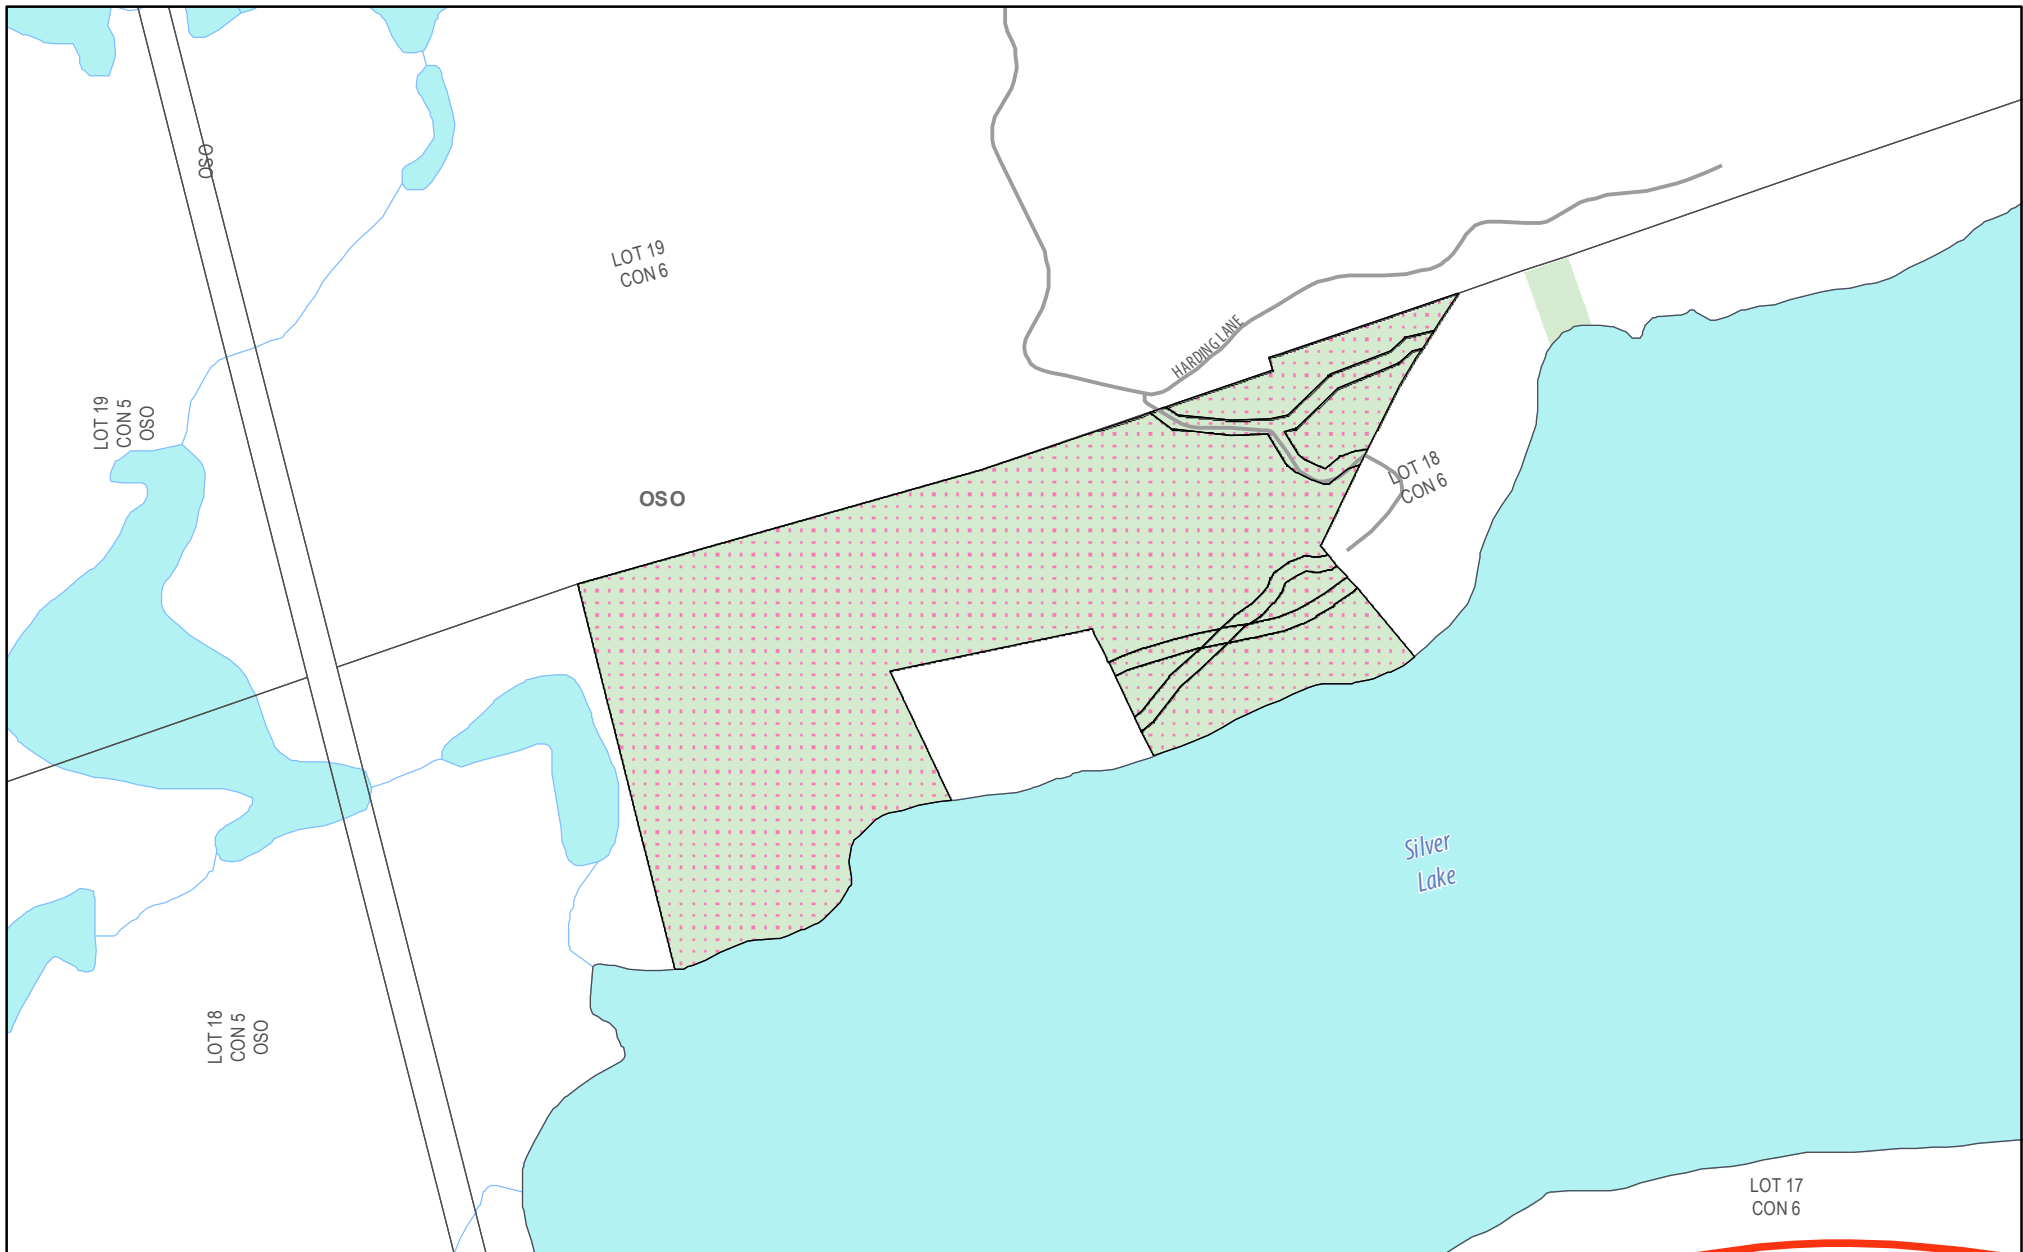 OSO
LOT 19
CON 6
HARDING LANE
LOT 19
CON 5
OSO
OSO
LOT 18
CON 6
Silver
Lake
LOT 18
CON 5
OSO
LOT 17
CON 6